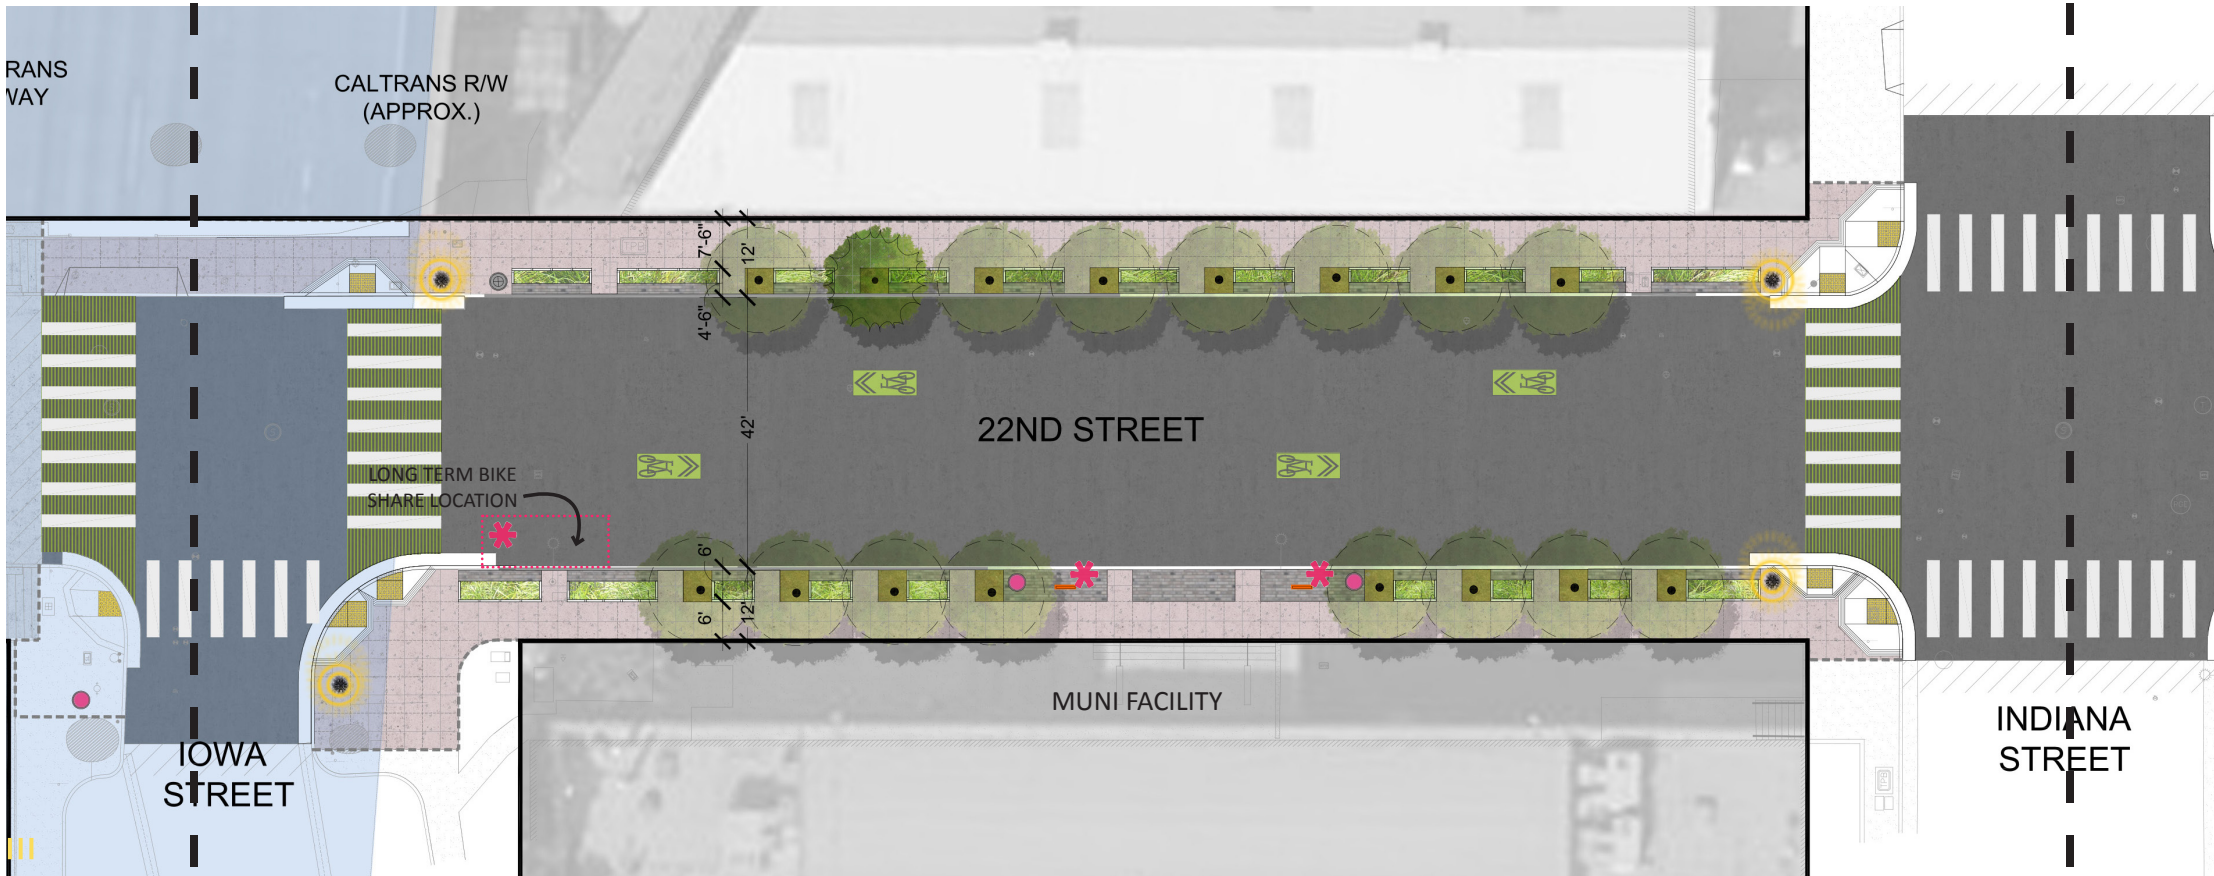 RANS
WAY
CALTRANS R/W
(APPROX.)
7'-6"
12'
4'-6"
42'
22ND STREET
LONG TERM BIKE
SHARE LOCATION
6'
6'
12'
MUNI FACILITY
IOWA
STREET
INDIANA
STREET